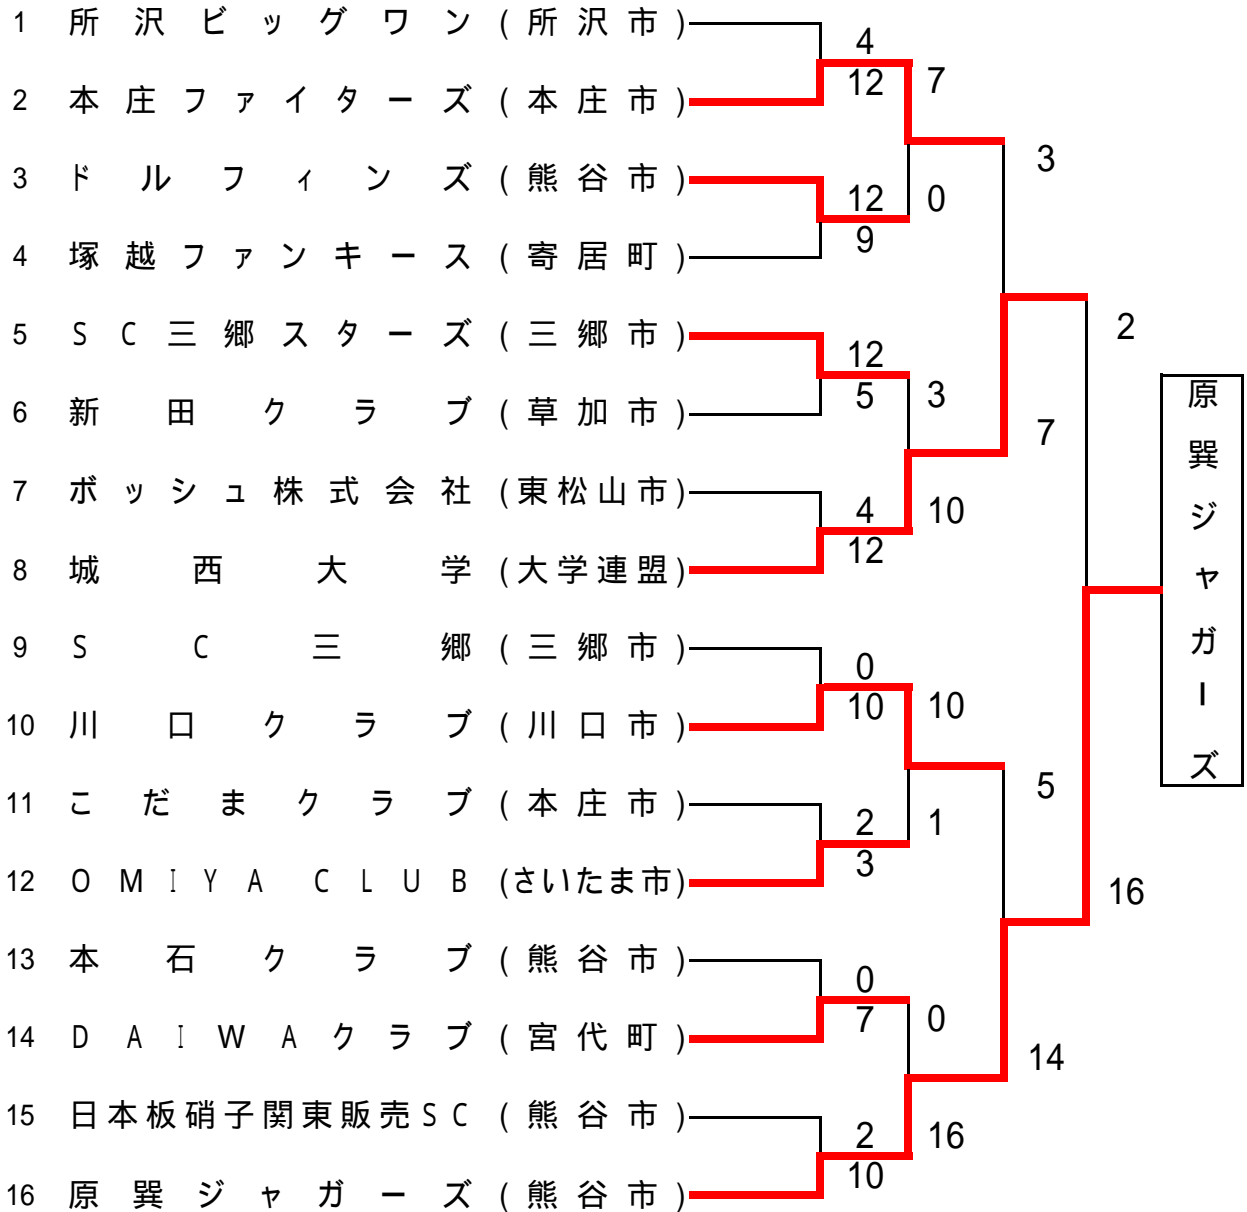 1 所沢ビッグワン (所沢市)
4
12
7
2 本庄ファイターズ (本庄市)
3
3 ドルフィンズ (熊谷市)
12
9
0
4 塚越ファンキース (寄居町)
5 SC三郷スターズ (三郷市)
12
5
3
2
6 新田クラブ (草加市)
7
7 ボッシュ株式会社 (東松山市)
4
12
10
8 城西大学 (大学連盟)
原巽ジャガーズ
9 SC三郷 (三郷市)
0
10
10
10 川口クラブ (川口市)
5
11 こだまクラブ (本庄市)
2
3
1
12 OMIYA CLUB (さいたま市)
16
13 本石クラブ (熊谷市)
0
7
0
14 DAIWAクラブ (宮代町)
14
15 日本板硝子関東販売SC (熊谷市)
2
10
16
16 原巽ジャガーズ (熊谷市)